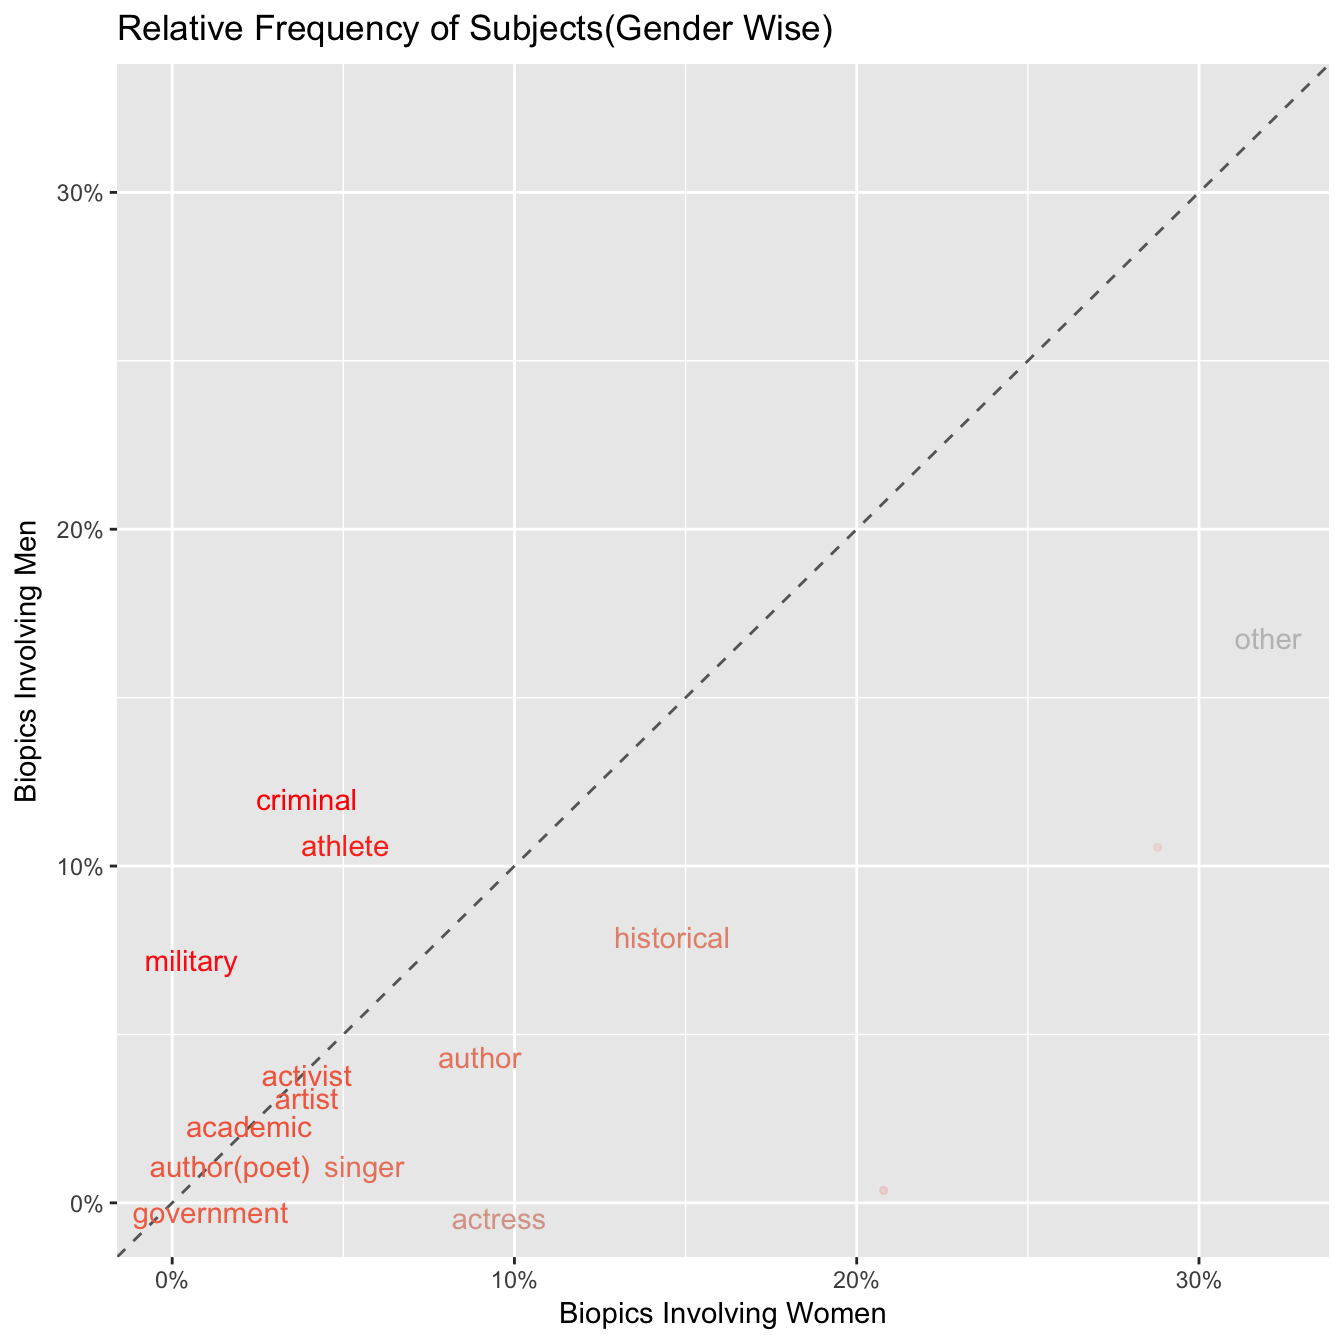 Relative Frequency of Subjects(Gender Wise)
30%
20%
10%
0%
Biopics Involving Men
other
criminal
athlete
historical
military
author
activist
artist
academic
author(poet)
singer
government
actress
0%
10%
20%
30%
Biopics Involving Women